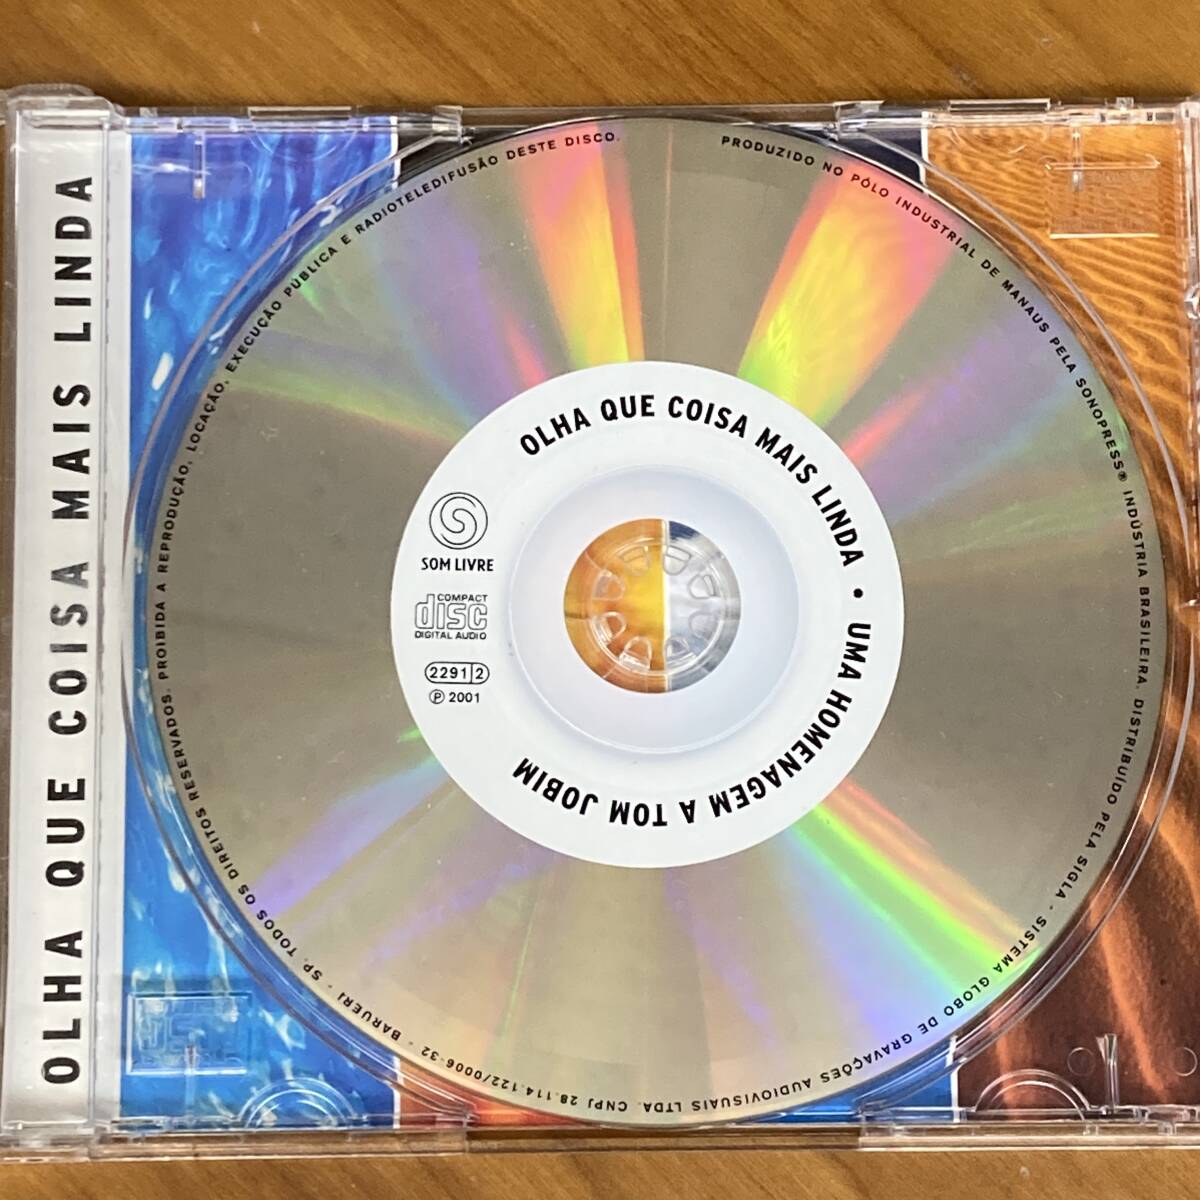 OLHA QUE COISA MAIS LINDA
OLHA QUE COISA MAIS LINDA • UMA HOMENAGEM A TOM JOBIM
SOM LIVRE
COMPACT
disc
DIGITAL AUDIO
2291|2
℗ 2001
PRODUZIDO NO PÓLO INDUSTRIAL DE MANAUS PELA SONOPRESS® INDÚSTRIA BRASILEIRA. DISTRIBUIDO PELA SIGLA - SISTEMA GLOBO DE GRAVAÇÕES AUDIOVISUAIS LTDA. CNPJ 28.114.122/0006-32 - BARUERI - SP. TODOS OS DIREITOS RESERVADOS. PROIBIDA A REPRODUÇÃO, LOCAÇÃO, EXECUÇÃO PÚBLICA E RADIOTELEDIFUSÃO DESTE DISCO.